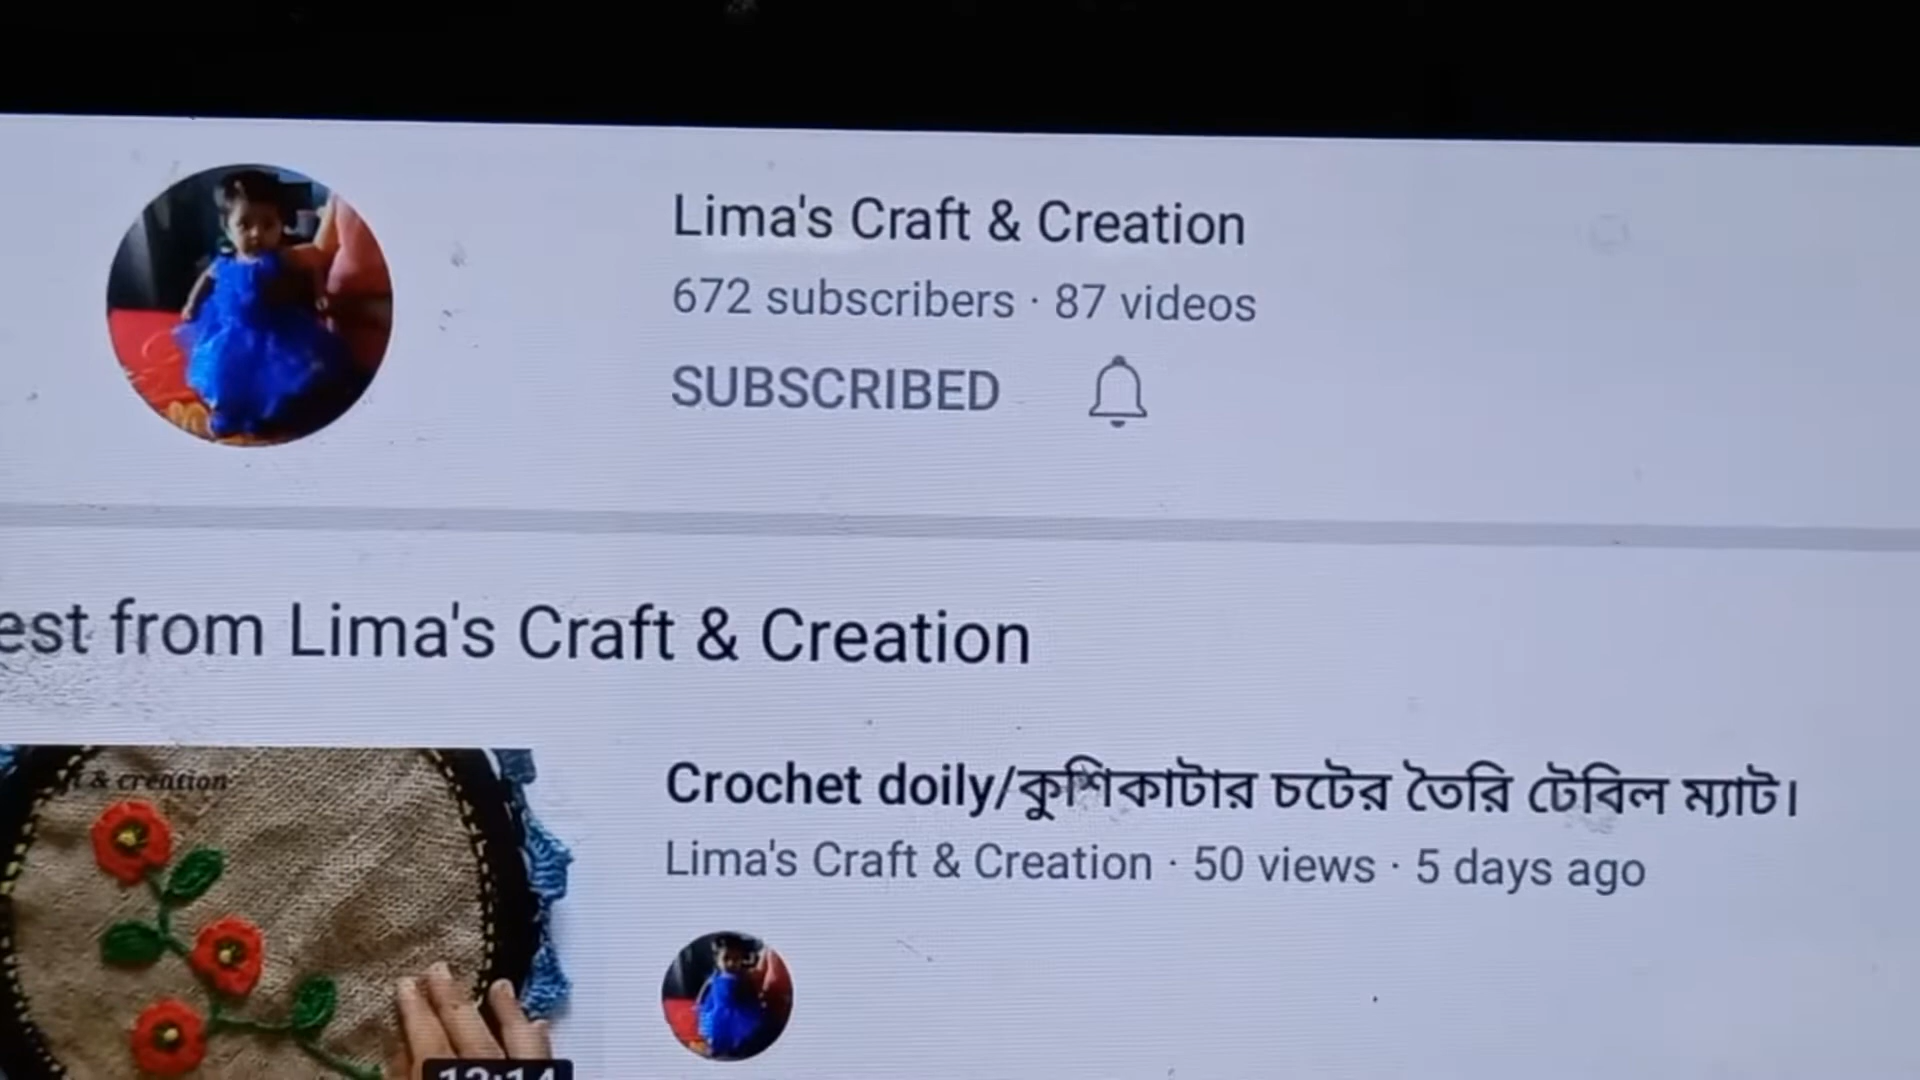 Lima's Craft & Creation
672 subscribers · 87 videos
SUBSCRIBED
from Lima's Craft & Creation
& creation
Crochet doily/কুশিকাটার চটের তৈরি টেবিল ম্যাট।
Lima's Craft & Creation · 50 views · 5 days ago